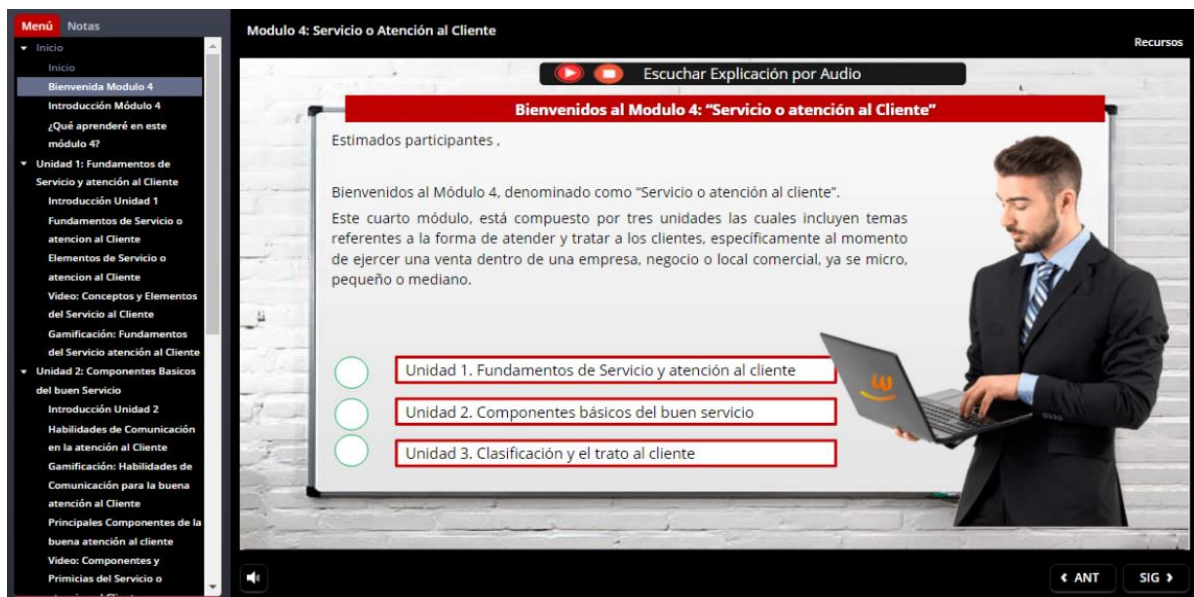 Menú Notas
Inicio
Inicio
Bienvenida Modulo 4
Introducción Módulo 4
¿Qué aprenderé en este
módulo 4?
Unidad 1: Fundamentos de
Servicio y atención al Cliente
Introducción Unidad 1
Fundamentos de Servicio o
atencion al Cliente
Elementos de Servicio o
atencion al Cliente
Video: Conceptos y Elementos
del Servicio al Cliente
Gamificación: Fundamentos
del Servicio atención al Cliente
Unidad 2: Componentes Basicos
del buen Servicio
Introducción Unidad 2
Habilidades de Comunicación
en la atención al Cliente
Gamificación: Habilidades de
Comunicación para la buena
atención al Cliente
Principales Componentes de la
buena atención al cliente
Video: Componentes y
Primicias del Servicio o
Modulo 4: Servicio o Atención al Cliente
Recursos
Escuchar Explicación por Audio
Bienvenidos al Modulo 4: “Servicio o atención al Cliente”
Estimados participantes ,
Bienvenidos al Módulo 4, denominado como “Servicio o atención al cliente”.
Este cuarto módulo, está compuesto por tres unidades las cuales incluyen temas
referentes a la forma de atender y tratar a los clientes, específicamente al momento
de ejercer una venta dentro de una empresa, negocio o local comercial, ya se micro,
pequeño o mediano.
Unidad 1. Fundamentos de Servicio y atención al cliente
Unidad 2. Componentes básicos del buen servicio
Unidad 3. Clasificación y el trato al cliente
ANT
SIG